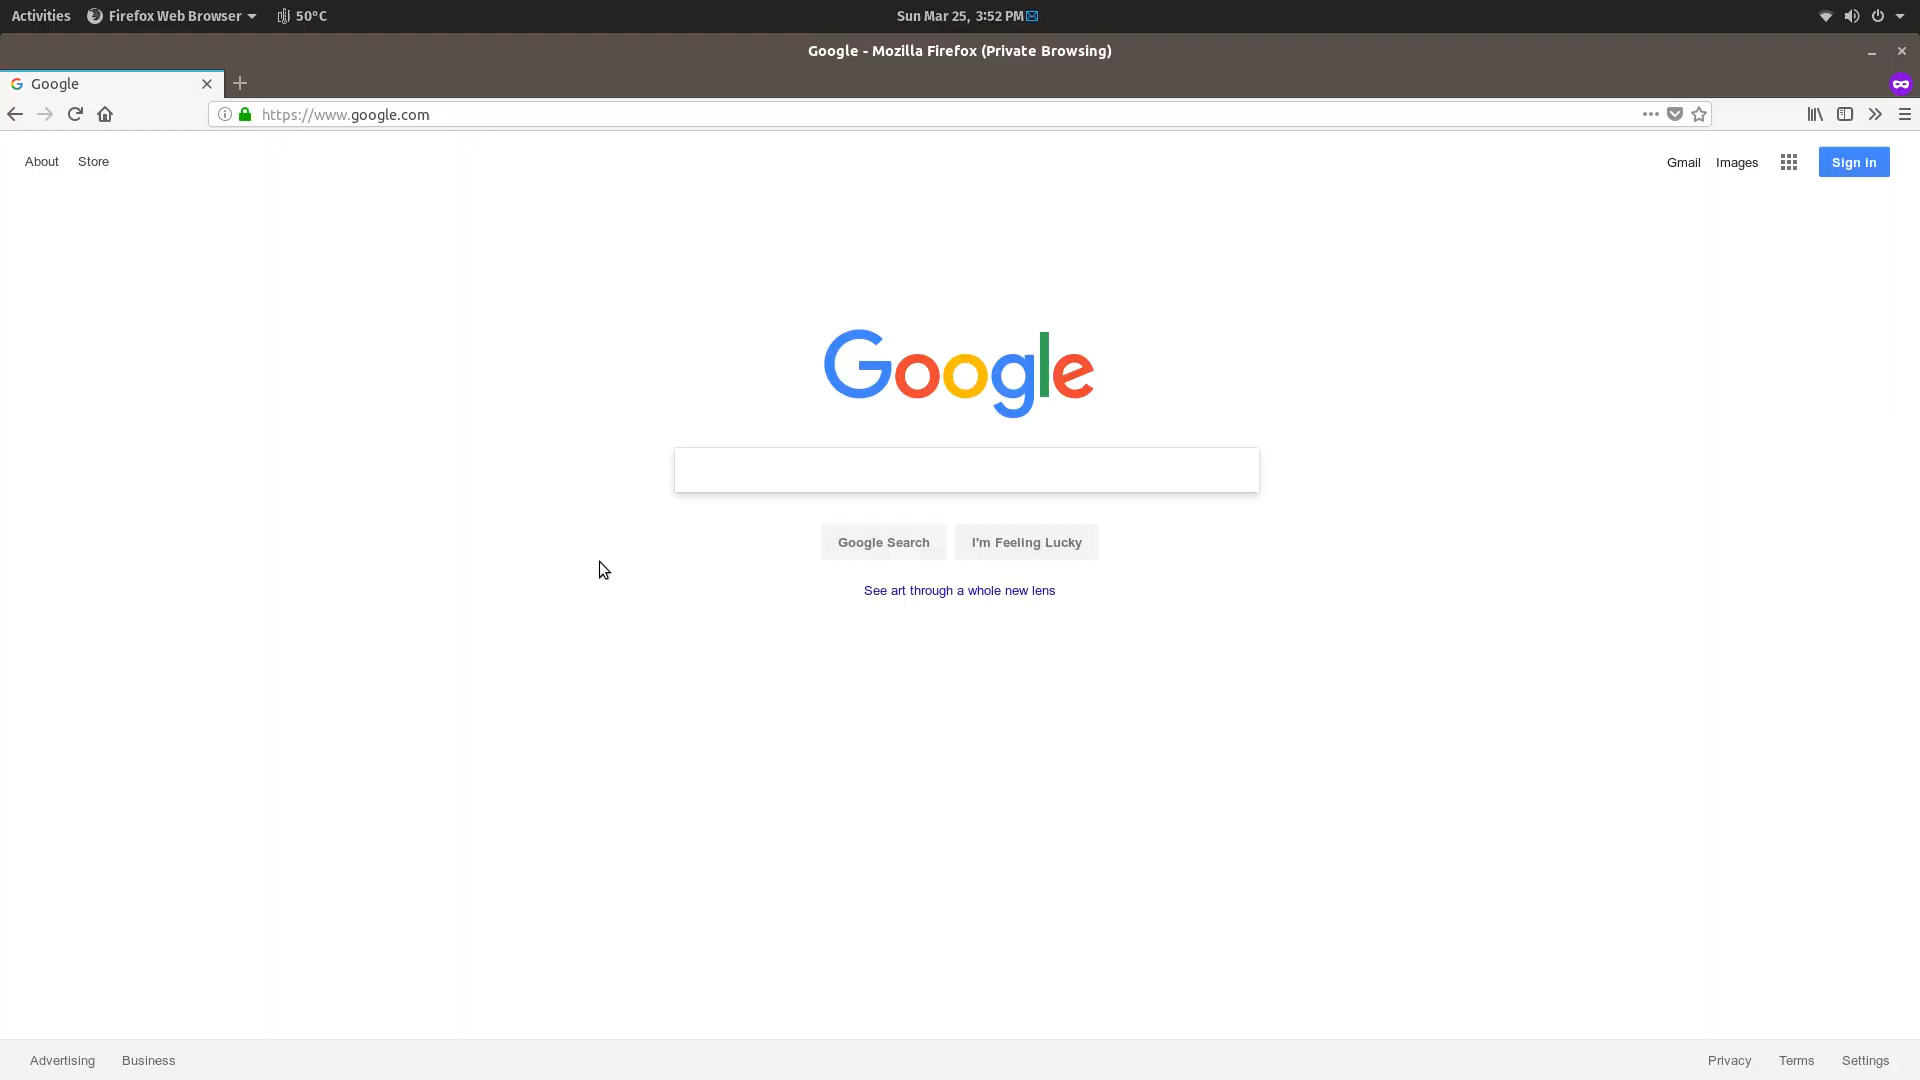 Activities Firefox Web Browser 50°C Sun Mar 25, 3:52 PM
Google - Mozilla Firefox (Private Browsing)
Google
https://www.google.com
About Store Gmail Images Sign in
Google
Google Search I'm Feeling Lucky
See art through a whole new lens
Advertising Business Privacy Terms Settings